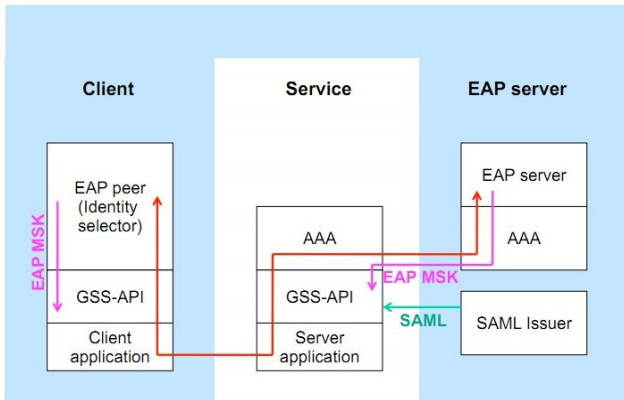 Client
Service
EAP server
EAP peer
(Identity
selector)
EAP MSK
GSS-API
Client
application
AAA
GSS-API
Server
application
EAP server
AAA
EAP MSK
SAML
SAML Issuer